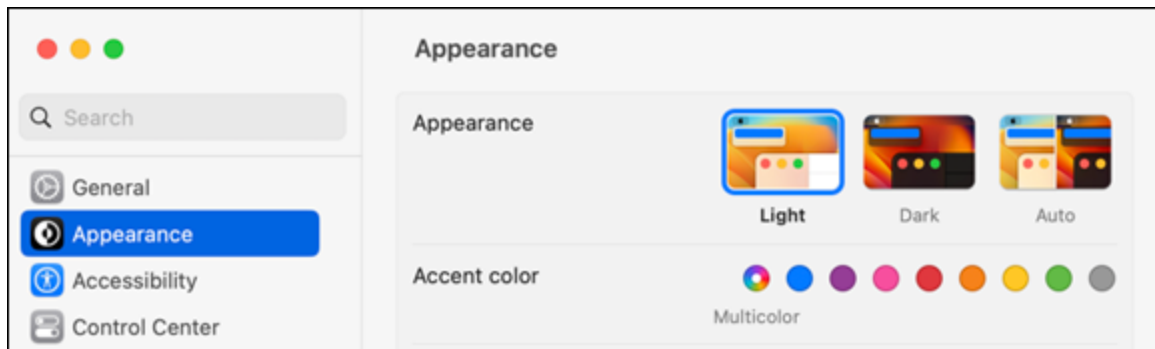 Appearance
Search
General
Appearance
Accessibility
Control Center
Appearance
Light Dark Auto
Accent color
Multicolor